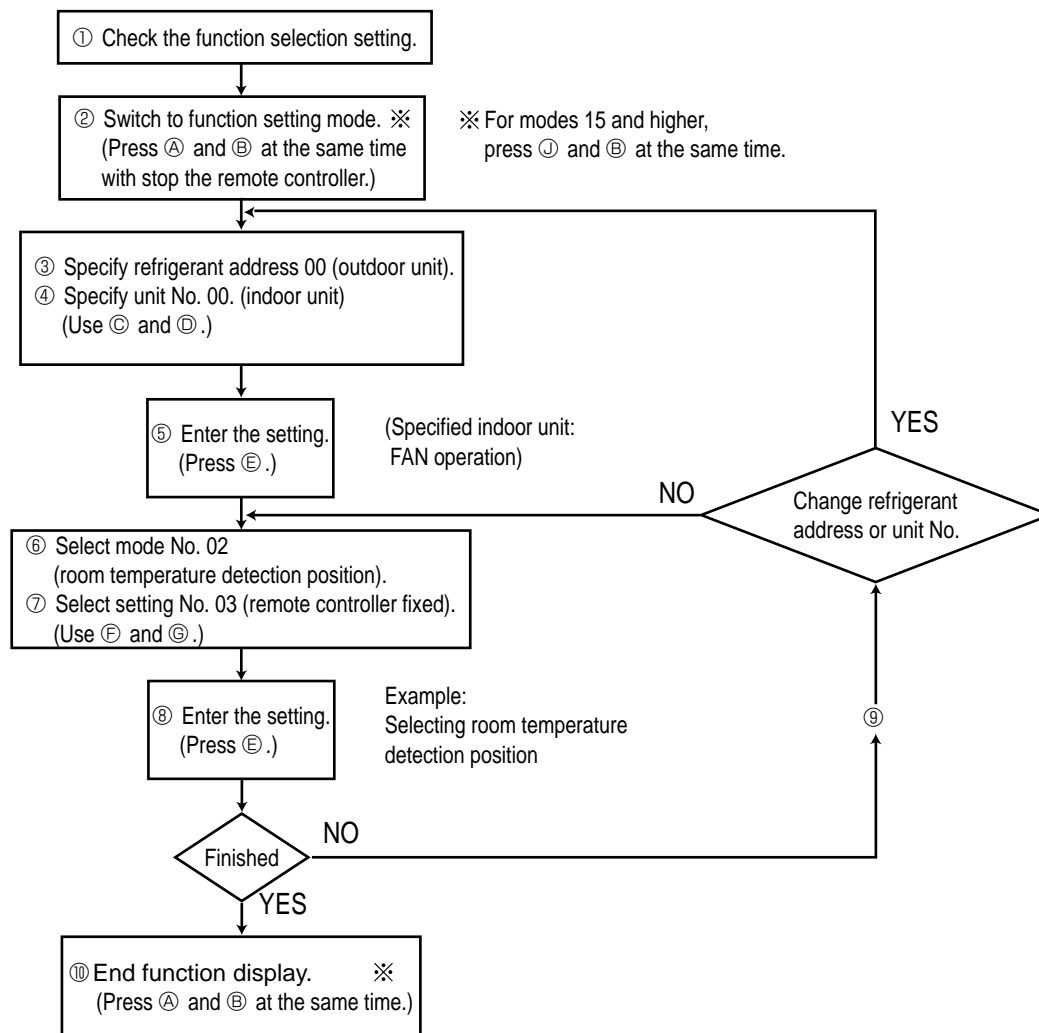 ① Check the function selection setting.
② Switch to function setting mode. ※
(Press Ⓐ and Ⓑ at the same time
with stop the remote controller.)
※ For modes 15 and higher,
press Ⓙ and Ⓑ at the same time.
③ Specify refrigerant address 00 (outdoor unit).
④ Specify unit No. 00. (indoor unit)
(Use Ⓒ and Ⓓ.)
⑤ Enter the setting.
(Press Ⓔ.)
(Specified indoor unit:
FAN operation)
YES
NO
Change refrigerant
address or unit No.
⑥ Select mode No. 02
(room temperature detection position).
⑦ Select setting No. 03 (remote controller fixed).
(Use Ⓕ and Ⓖ.)
⑧ Enter the setting.
(Press Ⓔ.)
Example:
Selecting room temperature
detection position
⑨
Finished
NO
YES
⑩ End function display. ※
(Press Ⓐ and Ⓑ at the same time.)